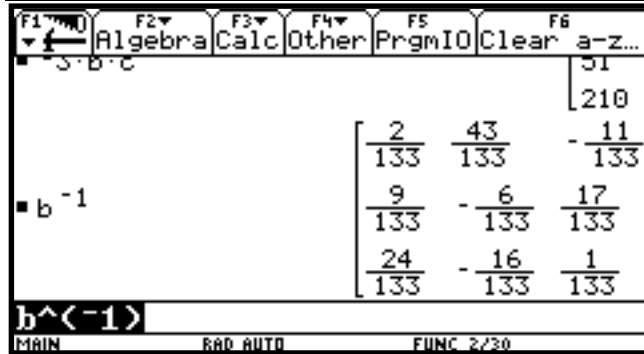 F1 F2 F3 F4 F5 F6
Algebra Calc Other PrgmIO Clear a-z…
■ ⁻3·b·c 51
210
2/133 43/133 -11/133
■ b⁻¹ 9/133 -6/133 17/133
24/133 -16/133 1/133
b^(⁻1)
MAIN RAD AUTO FUNC 2/30